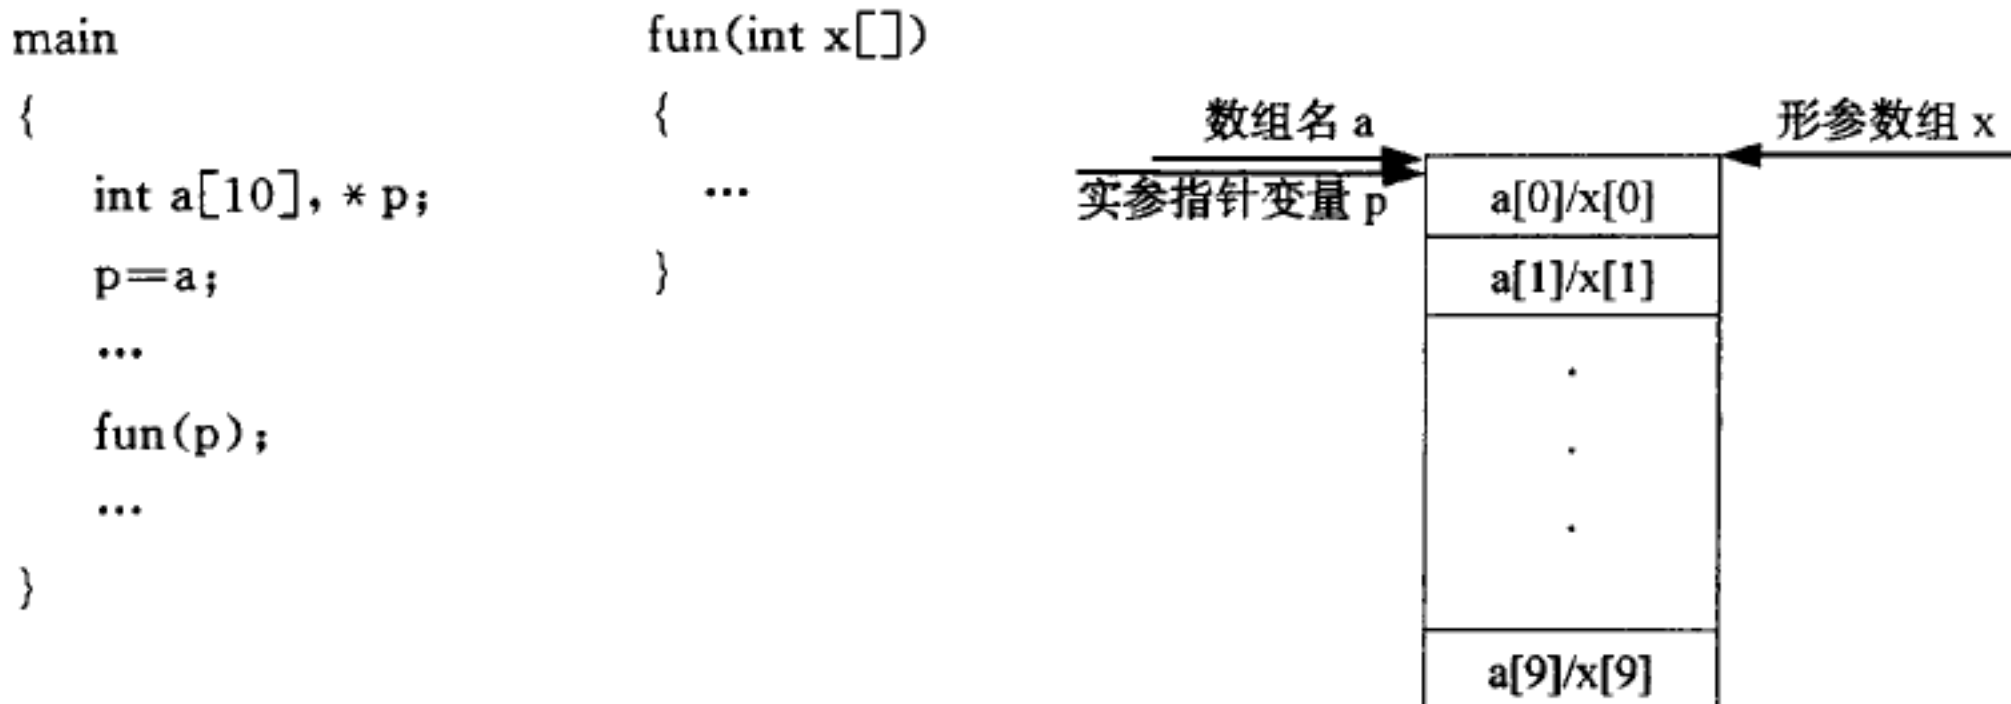 main
{
int a[10], * p;
p=a;
…
fun(p);
…
}
fun(int x[])
{
…
}
数组名 a
实参指针变量 p
形参数组 x
a[0]/x[0]
a[1]/x[1]
.
.
.
a[9]/x[9]